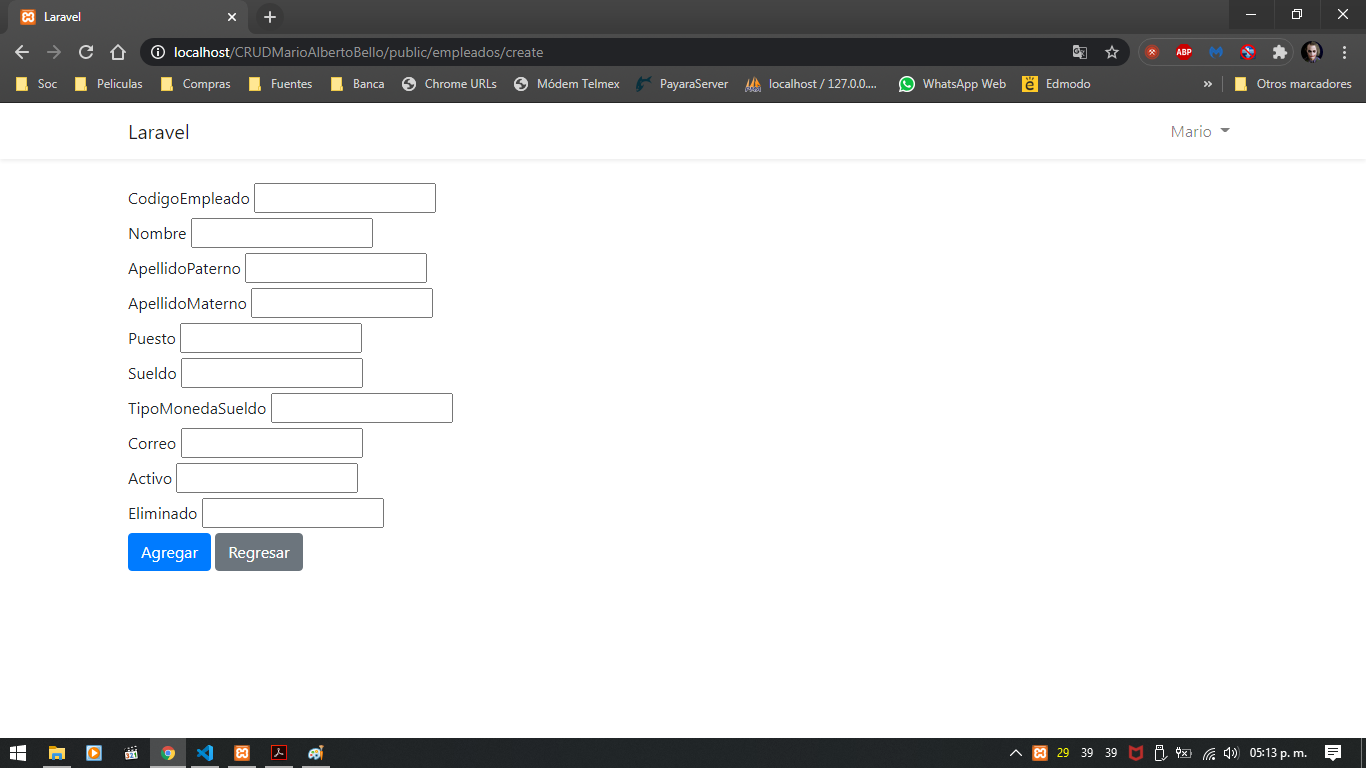 Laravel
localhost/CRUDMarioAlbertoBello/public/empleados/create
ABP
Soc Peliculas Compras Fuentes Banca Chrome URLs Módem Telmex PayaraServer localhost / 127.0.0.... WhatsApp Web Edmodo » Otros marcadores
Laravel Mario
CodigoEmpleado
Nombre
ApellidoPaterno
ApellidoMaterno
Puesto
Sueldo
TipoMonedaSueldo
Correo
Activo
Eliminado
Agregar Regresar
29 39 39 05:13 p. m.